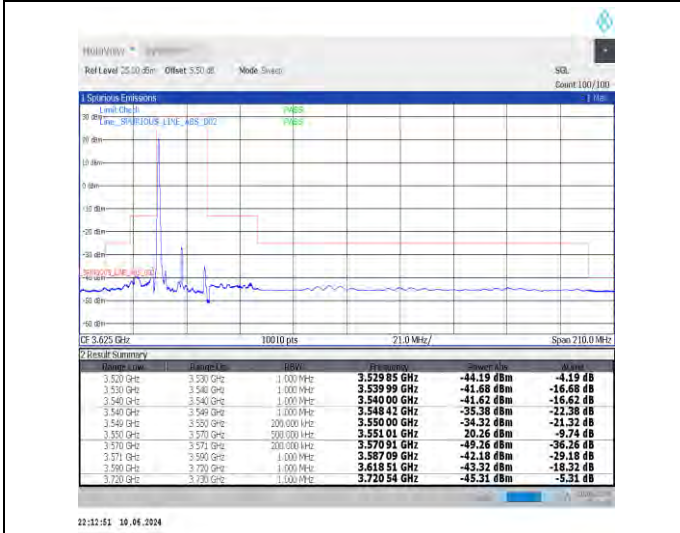 MultiView
Ref Level 25.00 dBm Offset 5.50 dB Mode Sweep SGL
Count 100/100
1 Spurious Emissions
Limit Check PASS
Line _SPURIOUS_LINE_ABS_002 PASS
30 dBm
20 dBm
10 dBm
0 dBm
-10 dBm
-20 dBm
-30 dBm
-40 dBm
-50 dBm
CF 3.625 GHz 10010 pts 21.0 MHz/ Span 210.0 MHz
2 Result Summary
Range Low Range Up RBW Frequency Power Abs
3.520 GHz 3.530 GHz 1.000 MHz 3.529 85 GHz -44.19 dBm -4.19 dB
3.530 GHz 3.540 GHz 1.000 MHz 3.539 99 GHz -41.68 dBm -16.68 dB
3.540 GHz 3.540 GHz 1.000 MHz 3.540 00 GHz -41.62 dBm -16.62 dB
3.540 GHz 3.549 GHz 1.000 MHz 3.548 42 GHz -35.38 dBm -22.38 dB
3.549 GHz 3.550 GHz 200.000 kHz 3.550 00 GHz -34.32 dBm -21.32 dB
3.550 GHz 3.570 GHz 500.000 kHz 3.551 01 GHz 20.26 dBm -9.74 dB
3.570 GHz 3.571 GHz 200.000 kHz 3.570 91 GHz -49.26 dBm -36.26 dB
3.571 GHz 3.590 GHz 1.000 MHz 3.587 09 GHz -42.18 dBm -29.18 dB
3.590 GHz 3.720 GHz 1.000 MHz 3.618 51 GHz -43.32 dBm -18.32 dB
3.720 GHz 3.730 GHz 1.000 MHz 3.720 54 GHz -45.31 dBm -5.31 dB
22:12:51 10.06.2024